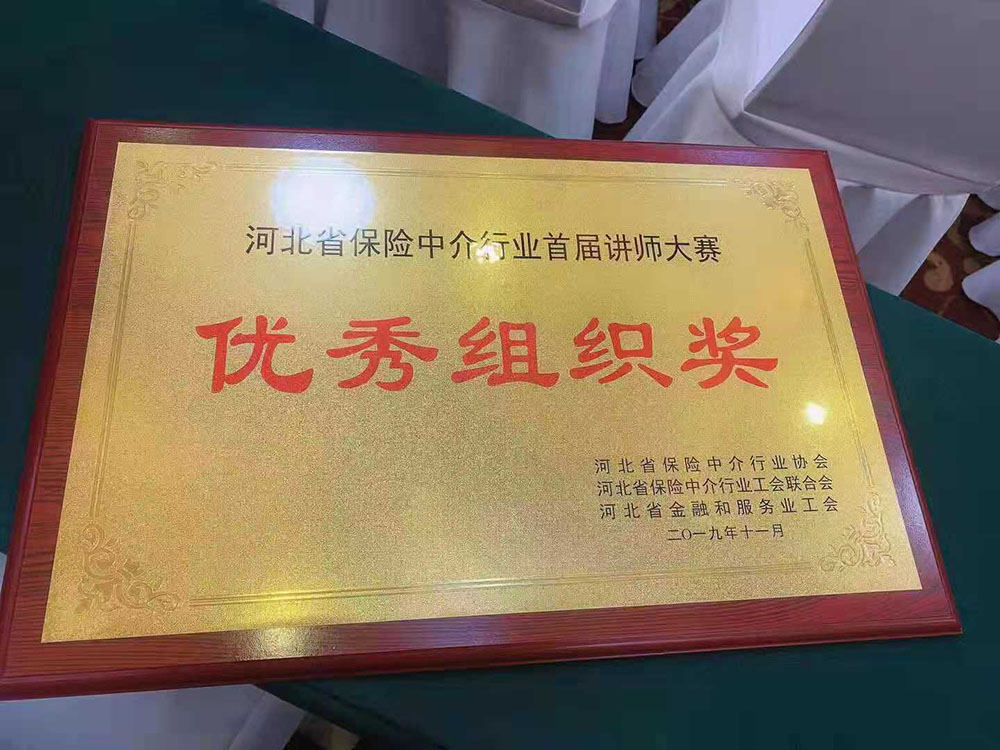 河北省保险中介行业首届讲师大赛
优秀组织奖
河北省保险中介行业协会
河北省保险中介行业工会联合会
河北省金融和服务业工会
二〇一九年十一月